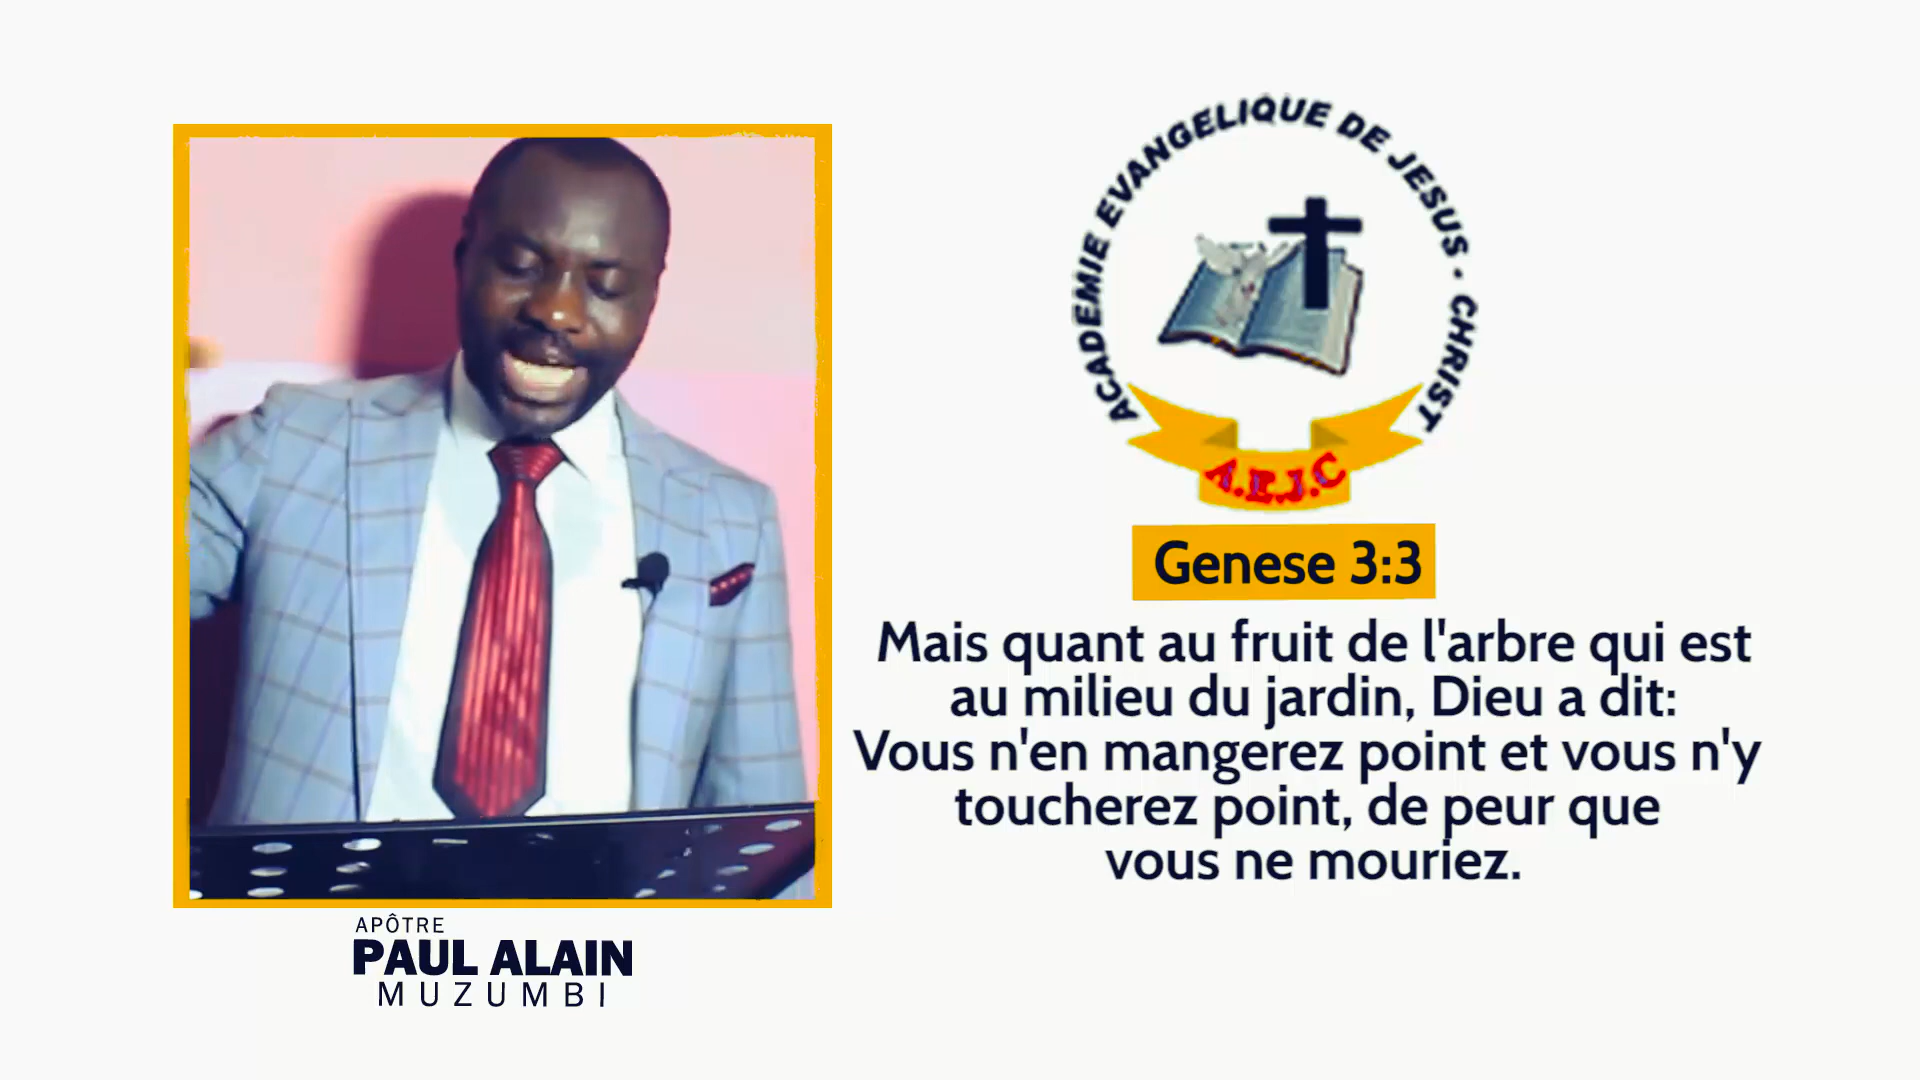 ACADEMIE EVANGELIQUE DE JESUS - CHRIST
A.E.J.C
Genese 3:3
Mais quant au fruit de l'arbre qui est
au milieu du jardin, Dieu a dit:
Vous n'en mangerez point et vous n'y
toucherez point, de peur que
vous ne mouriez.
APÔTRE
PAUL ALAIN
MUZUMBI